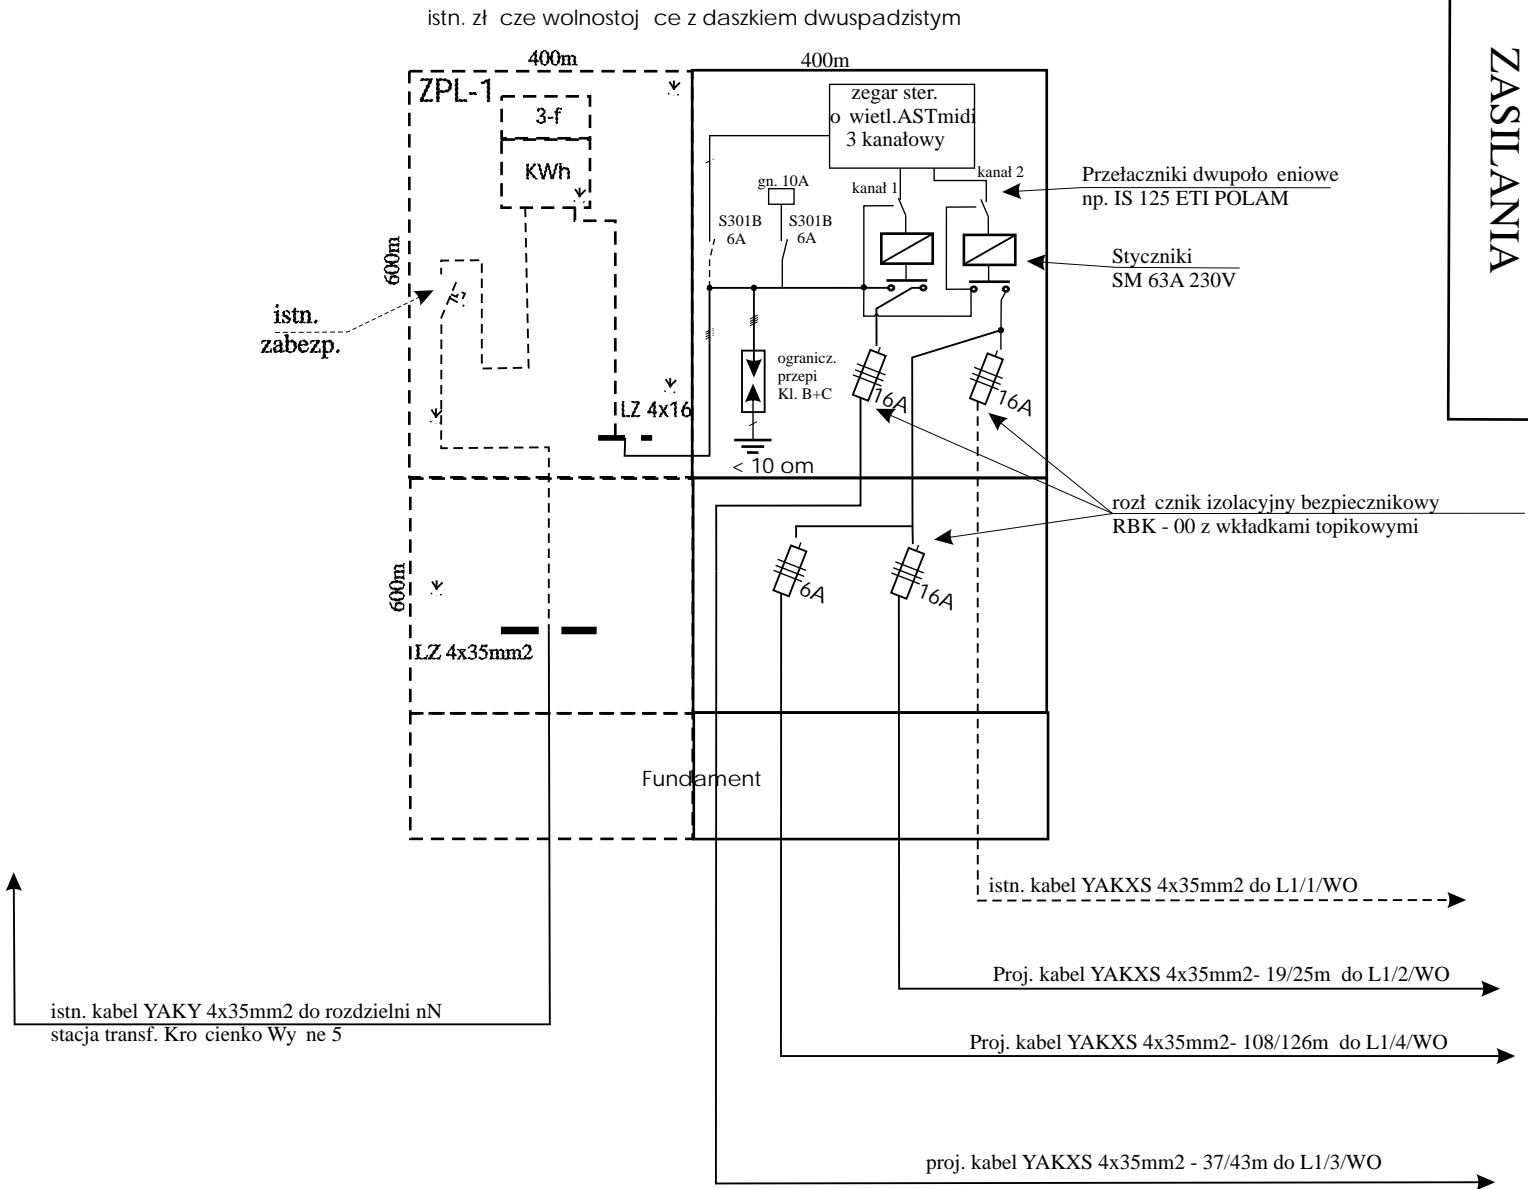 istn. zł cze wolnostoj ce z daszkiem dwuspadzistym
400m
400m
ZPL-1
3-f
KWh
zegar ster.
o wietl.ASTmidi
3 kanałowy
gn. 10A
kanał 1
kanał 2
S301B
6A
S301B
6A
Przełaczniki dwupoło eniowe
np. IS 125 ETI POLAM
Styczniki
SM 63A 230V
600m
istn.
zabezp.
ogranicz.
przepi
Kl. B+C
LZ 4x16
16A
16A
< 10 om
rozł cznik izolacyjny bezpiecznikowy
RBK - 00 z wkładkami topikowymi
600m
6A
16A
LZ 4x35mm2
Fundament
istn. kabel YAKXS 4x35mm2 do L1/1/WO
Proj. kabel YAKXS 4x35mm2- 19/25m do L1/2/WO
istn. kabel YAKY 4x35mm2 do rozdzielni nN
stacja transf. Kro cienko Wy ne 5
Proj. kabel YAKXS 4x35mm2- 108/126m do L1/4/WO
proj. kabel YAKXS 4x35mm2 - 37/43m do L1/3/WO
ZASILANIA